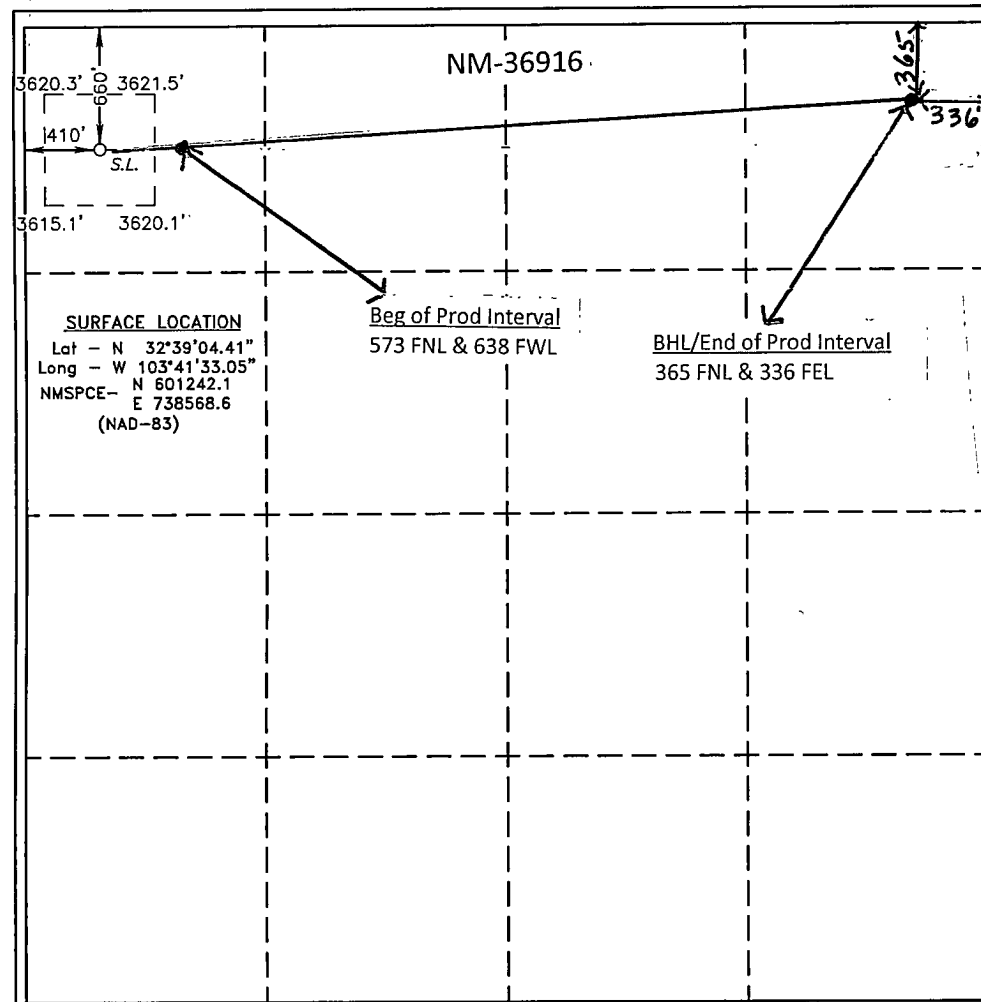 NM-36916
365'
3620.3' 3621.5'
660'
410'
336'
S.L.
3615.1' 3620.1'
SURFACE LOCATION
Lat - N 32°39'04.41"
Long - W 103°41'33.05"
NMSPCE- N 601242.1
E 738568.6
(NAD-83)
Beg of Prod Interval
573 FNL & 638 FWL
BHL/End of Prod Interval
365 FNL & 336 FEL